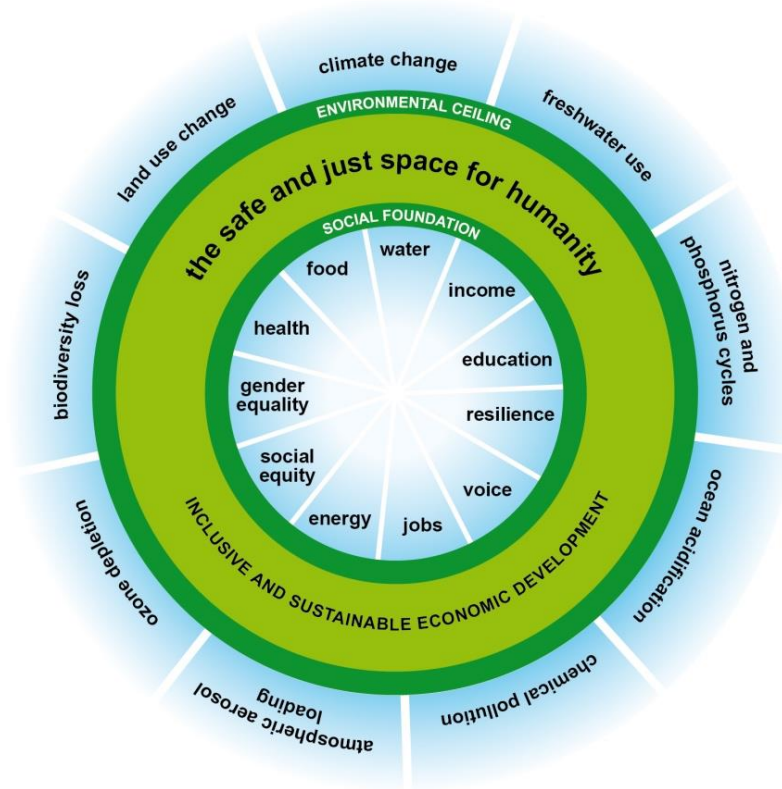 climate change
freshwater use
nitrogen and
phosphorus cycles
ocean acidification
chemical pollution
atmospheric aerosol
loading
ozone depletion
biodiversity loss
land use change
ENVIRONMENTAL CEILING
the safe and just space for humanity
SOCIAL FOUNDATION
water
income
education
resilience
voice
jobs
energy
social
equity
gender
equality
health
food
INCLUSIVE AND SUSTAINABLE ECONOMIC DEVELOPMENT